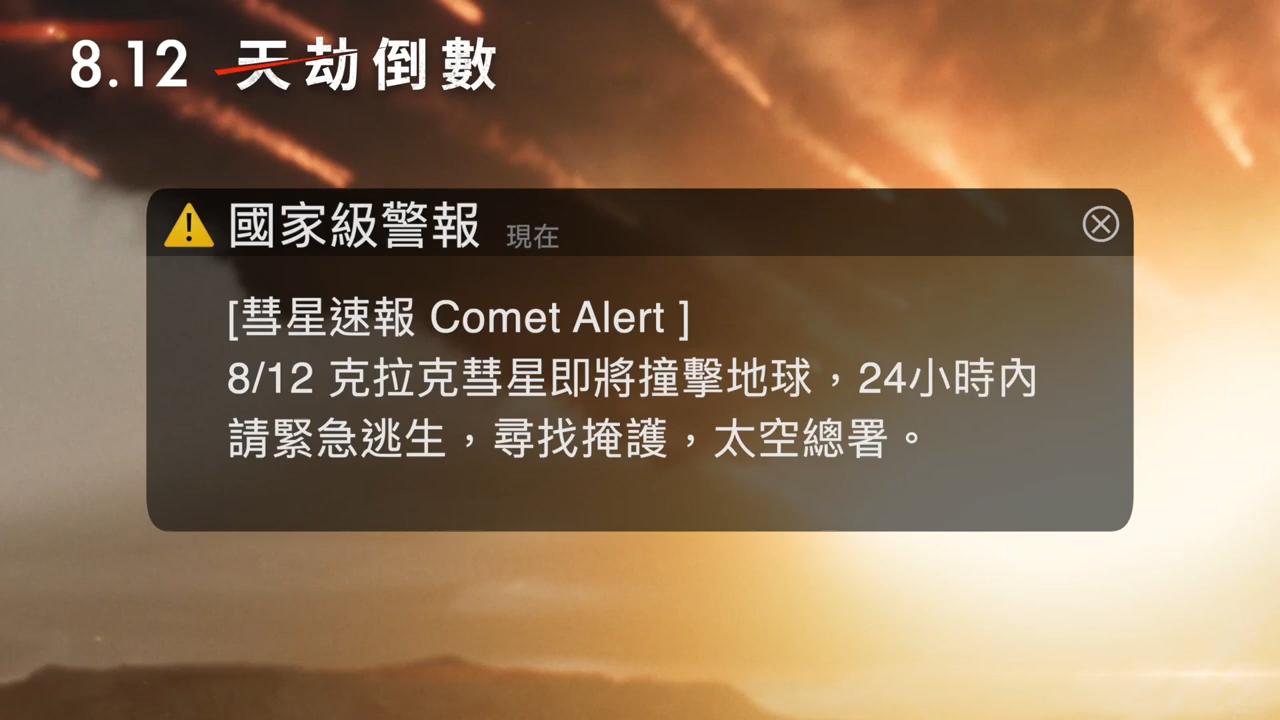 8.12 天劫倒數
國家級警報 現在
[彗星速報 Comet Alert ]
8/12 克拉克彗星即將撞擊地球，24小時內
請緊急逃生，尋找掩護，太空總署。